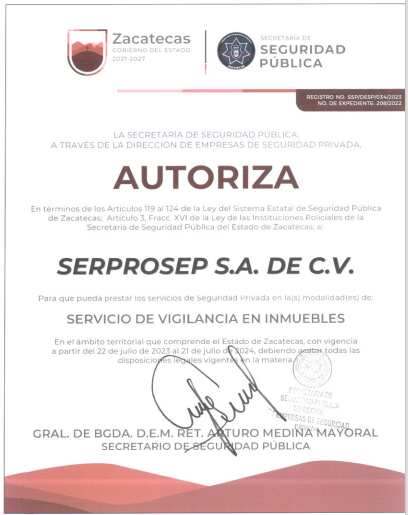 Zacatecas
GOBIERNO DEL ESTADO
2021-2027
SECRETARÍA DE
SEGURIDAD
PÚBLICA
REGISTRO NO. SSP/DESP/034/2023
NO. DE EXPEDIENTE. 208/2022
LA SECRETARÍA DE SEGURIDAD PÚBLICA,
A TRAVÉS DE LA DIRECCIÓN DE EMPRESAS DE SEGURIDAD PRIVADA,
AUTORIZA
En términos de los Artículos 119 al 124 de la Ley del Sistema Estatal de Seguridad Pública
de Zacatecas; Artículo 3, Fracc. XVI de la Ley de las Instituciones Policiales de la
Secretaría de Seguridad Pública del Estado de Zacatecas, a:
SERPROSEP S.A. DE C.V.
Para que pueda prestar los servicios de Seguridad Privada en la(s) modalidad(es) de:
SERVICIO DE VIGILANCIA EN INMUEBLES
En el ámbito territorial que comprende el Estado de Zacatecas, con vigencia
a partir del 22 de julio de 2023 al 21 de julio de 2024, debiendo acatar todas las
disposiciones legales vigentes en la materia.
SECRETARÍA DE
SEGURIDAD PÚBLICA
EMPRESAS DE SEGURIDAD
GRAL. DE BGDA. D.E.M. RET. ARTURO MEDINA MAYORAL
SECRETARIO DE SEGURIDAD PÚBLICA